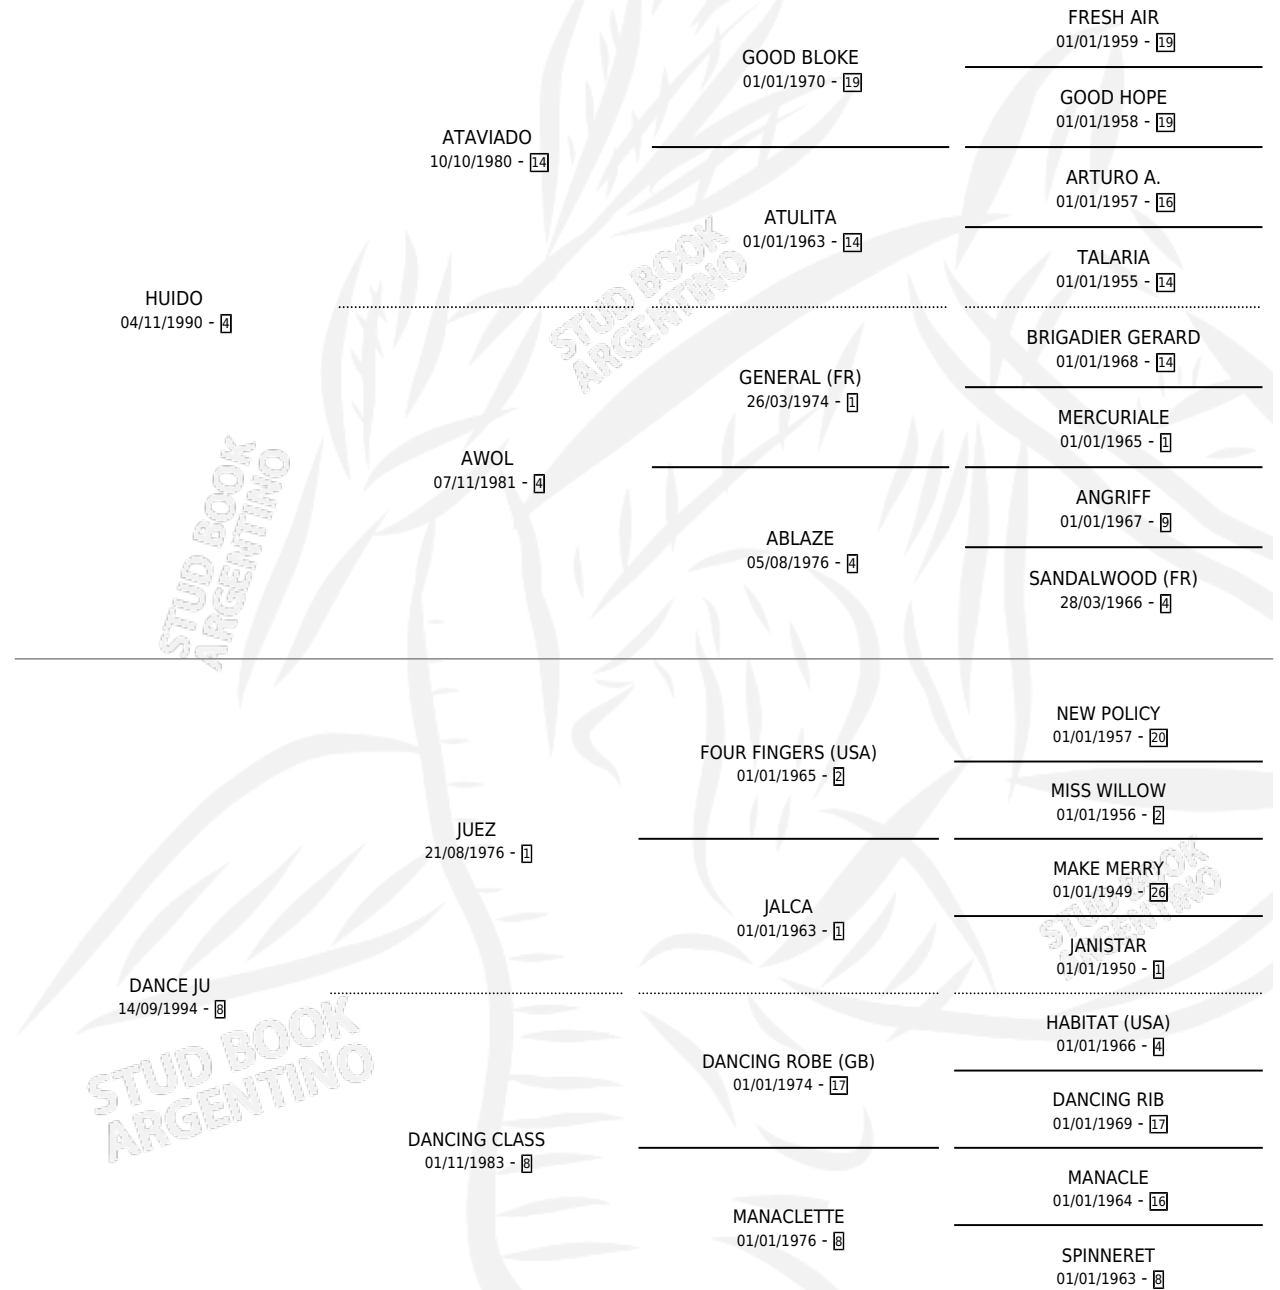 FRESH AIR
01/01/1959 - 19
GOOD BLOKE
01/01/1970 - 19
GOOD HOPE
01/01/1958 - 19
ATAVIADO
10/10/1980 - 14
ARTURO A.
01/01/1957 - 16
ATULITA
01/01/1963 - 14
TALARIA
01/01/1955 - 14
HUIDO
04/11/1990 - 4
BRIGADIER GERARD
01/01/1968 - 14
GENERAL (FR)
26/03/1974 - 1
MERCURIALE
01/01/1965 - 1
AWOL
07/11/1981 - 4
ANGRIFF
01/01/1967 - 9
ABLAZE
05/08/1976 - 4
SANDALWOOD (FR)
28/03/1966 - 4
NEW POLICY
01/01/1957 - 20
FOUR FINGERS (USA)
01/01/1965 - 2
MISS WILLOW
01/01/1956 - 2
JUEZ
21/08/1976 - 1
MAKE MERRY
01/01/1949 - 26
JALCA
01/01/1963 - 1
JANISTAR
01/01/1950 - 1
DANCE JU
14/09/1994 - 8
HABITAT (USA)
01/01/1966 - 4
DANCING ROBE (GB)
01/01/1974 - 17
DANCING RIB
01/01/1969 - 17
DANCING CLASS
01/11/1983 - 8
MANACLE
01/01/1964 - 16
MANACLETTE
01/01/1976 - 8
SPINNERET
01/01/1963 - 8
STUD BOOK
ARGENTINO
STUD BOOK
ARGENTINO
STUD BOOK
ARGENTINO
STUD BOOK
ARGENTINO